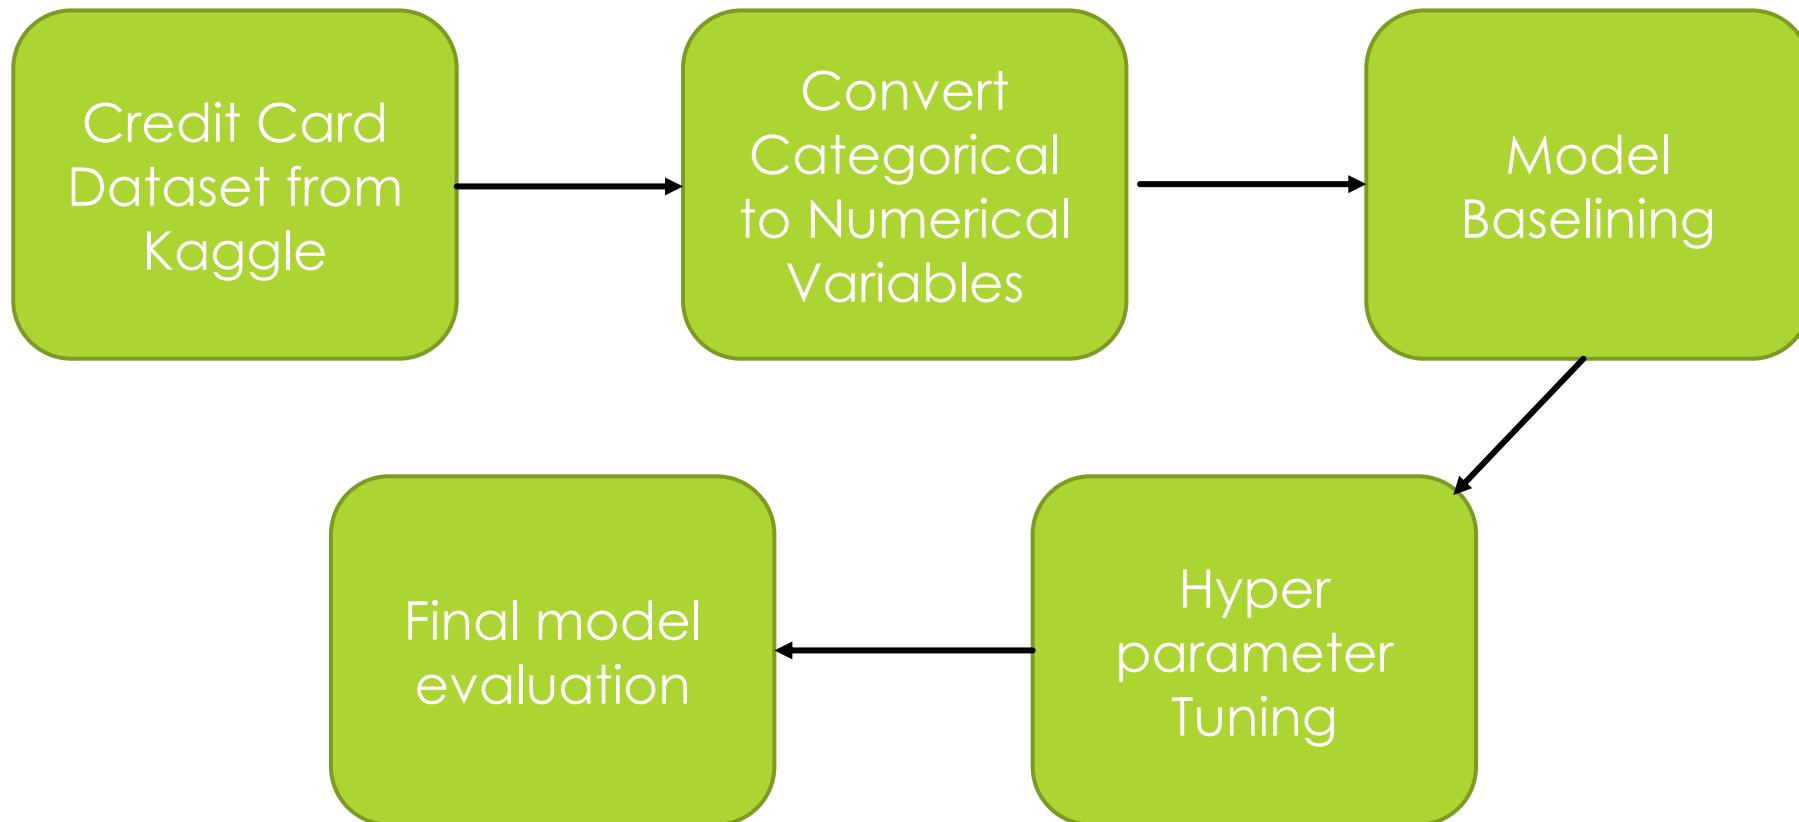 Credit Card
Dataset from
Kaggle
Convert
Categorical
to Numerical
Variables
Model
Baselining
Hyper
parameter
Tuning
Final model
evaluation